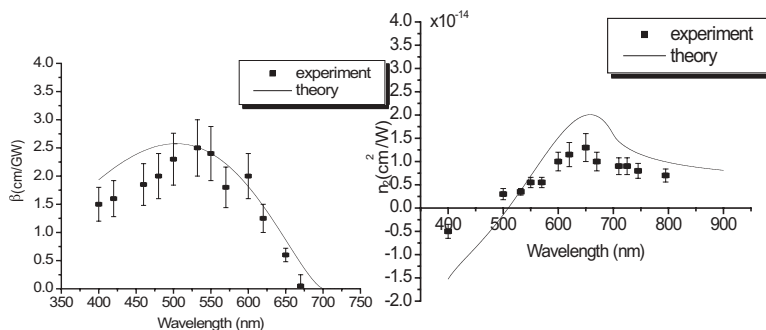 experiment
theory
4.0
3.5
3.0
2.5
2.0
1.5
1.0
0.5
0.0
β(cm/GW)
350 400 450 500 550 600 650 700 750
Wavelength (nm)
x10⁻¹⁴
experiment
theory
4.0
3.5
3.0
2.5
2.0
1.5
1.0
0.5
0.0
-0.5
-1.0
-1.5
-2.0
n₂(cm²/W)
400 500 600 700 800 900
Wavelength (nm)